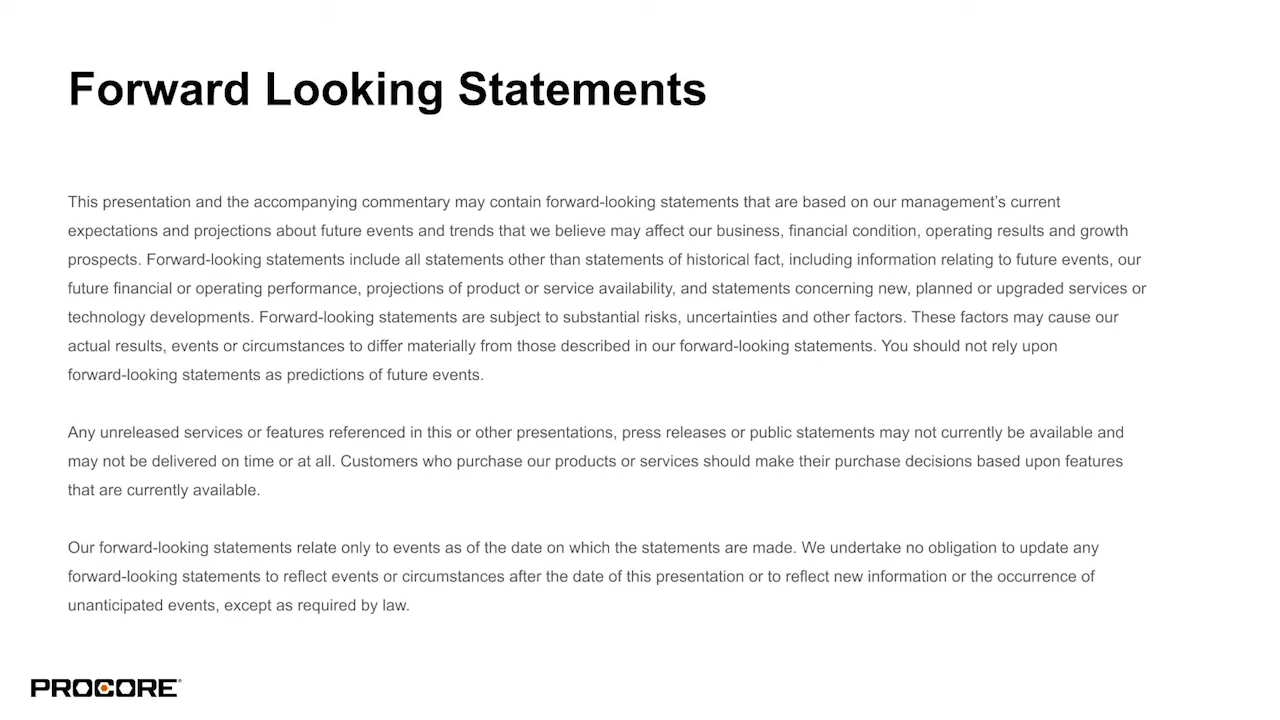 Forward Looking Statements
This presentation and the accompanying commentary may contain forward-looking statements that are based on our management’s current
expectations and projections about future events and trends that we believe may affect our business, financial condition, operating results and growth
prospects. Forward-looking statements include all statements other than statements of historical fact, including information relating to future events, our
future financial or operating performance, projections of product or service availability, and statements concerning new, planned or upgraded services or
technology developments. Forward-looking statements are subject to substantial risks, uncertainties and other factors. These factors may cause our
actual results, events or circumstances to differ materially from those described in our forward-looking statements. You should not rely upon
forward-looking statements as predictions of future events.
Any unreleased services or features referenced in this or other presentations, press releases or public statements may not currently be available and
may not be delivered on time or at all. Customers who purchase our products or services should make their purchase decisions based upon features
that are currently available.
Our forward-looking statements relate only to events as of the date on which the statements are made. We undertake no obligation to update any
forward-looking statements to reflect events or circumstances after the date of this presentation or to reflect new information or the occurrence of
unanticipated events, except as required by law.
PROCORE®